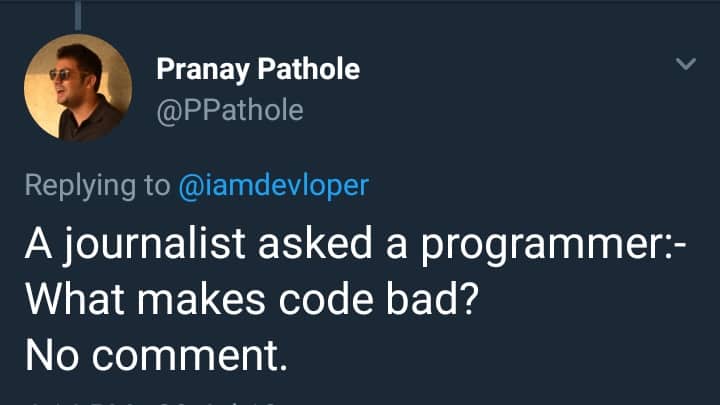 Pranay Pathole
@PPathole
Replying to @iamdevloper
A journalist asked a programmer:-
What makes code bad?
No comment.